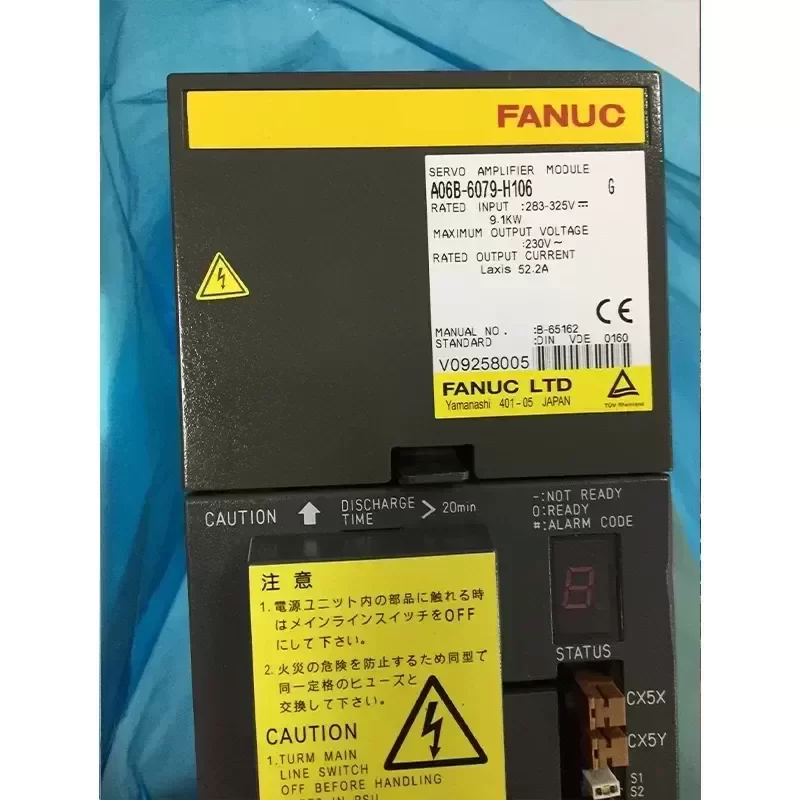 FANUC
SERVO AMPLIFIER MODULE
A06B-6079-H106 G
RATED INPUT :283-325V⎓
9.1KW
MAXIMUM OUTPUT VOLTAGE
:230V~
RATED OUTPUT CURRENT
Laxis 52.2A
CE
MANUAL NO. :B-65162
STANDARD :DIN VDE 0160
V09258005
FANUC LTD
Yamanashi 401-05 JAPAN
TÜV Rheinland
CAUTION ↑ DISCHARGE TIME > 20min
-:NOT READY
0:READY
#:ALARM CODE
8
STATUS
注意
1.電源ユニット内の部品に触れる時
はメインラインスイッチをOFF
にして下さい。
2.火災の危険を防止するため同型で
同一定格のヒューズと
交換して下さい。
CAUTION
1.TURM MAIN
LINE SWITCH
OFF BEFORE HANDLING
CX5X
CX5Y
S1
S2